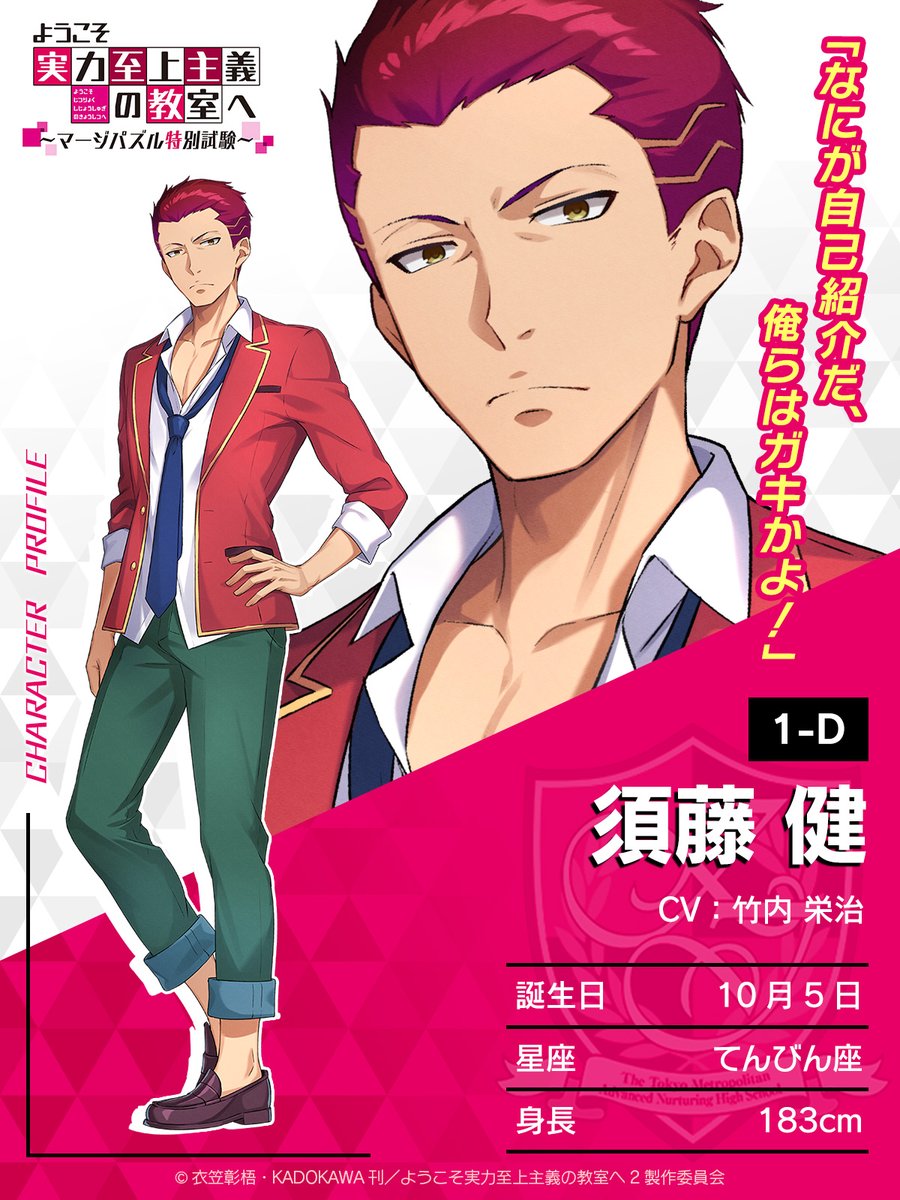 ようこそ
実力至上主義
ようこそ
じつりょく
しじょうしゅぎ
のきょうしつへ
の教室へ
～マージパズル特別試験～
「なにが自己紹介だ、
俺らはガキかよ！」
CHARACTER PROFILE
1-D
須藤 健
CV：竹内 栄治
誕生日 10月5日
星座 てんびん座
身長 183cm
The Tokyo Metropolitan
Advanced Nurturing High School
© 衣笠彰梧・KADOKAWA 刊／ようこそ実力至上主義の教室へ 2 製作委員会